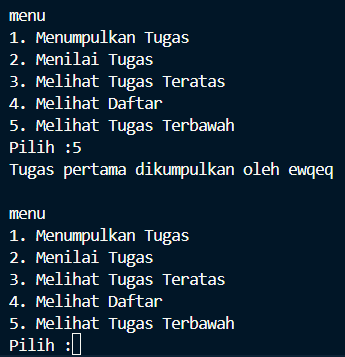 menu
1. Menumpulkan Tugas
2. Menilai Tugas
3. Melihat Tugas Teratas
4. Melihat Daftar
5. Melihat Tugas Terbawah
Pilih :5
Tugas pertama dikumpulkan oleh ewqeq

menu
1. Menumpulkan Tugas
2. Menilai Tugas
3. Melihat Tugas Teratas
4. Melihat Daftar
5. Melihat Tugas Terbawah
Pilih :